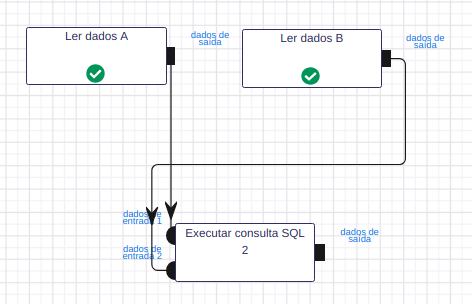 Ler dados A
dados de
saída
Ler dados B
dados de
saída
dados de
entrada 1
dados de
entrada 2
Executar consulta SQL
2
dados de
saída